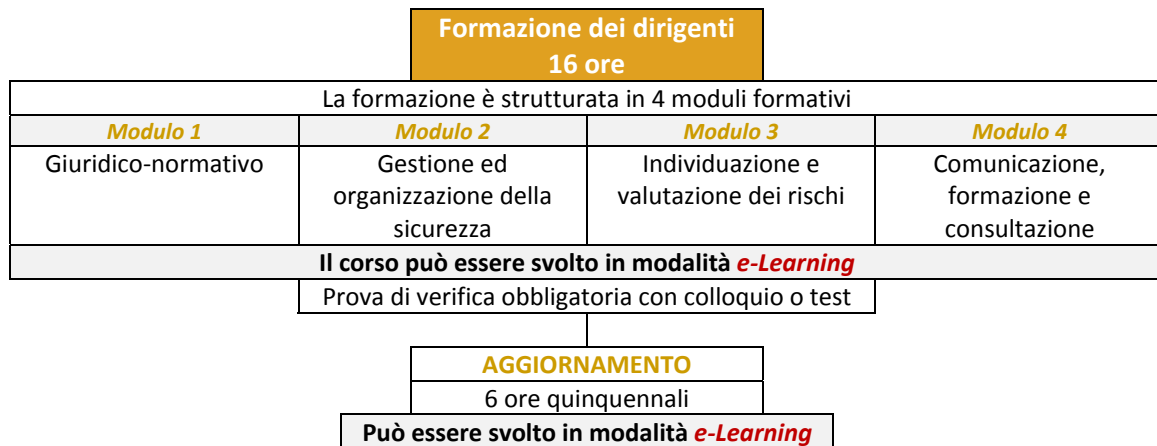 Formazione dei dirigenti
16 ore
La formazione è strutturata in 4 moduli formativi
Modulo 1
Modulo 2
Modulo 3
Modulo 4
Giuridico-normativo
Gestione ed
organizzazione della
sicurezza
Individuazione e
valutazione dei rischi
Comunicazione,
formazione e
consultazione
Il corso può essere svolto in modalità e-Learning
Prova di verifica obbligatoria con colloquio o test
AGGIORNAMENTO
6 ore quinquennali
Può essere svolto in modalità e-Learning